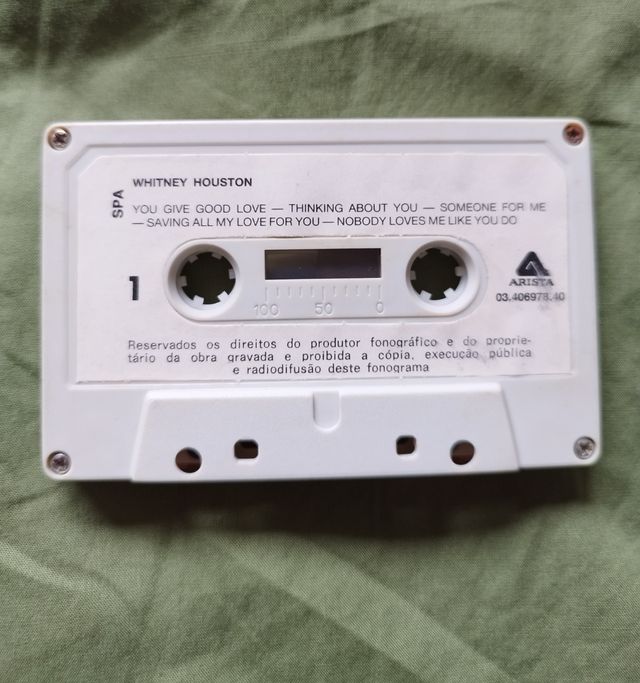 WHITNEY HOUSTON
SPA
YOU GIVE GOOD LOVE — THINKING ABOUT YOU — SOMEONE FOR ME
— SAVING ALL MY LOVE FOR YOU — NOBODY LOVES ME LIKE YOU DO
1
100 50 0
ARISTA
03.406978.40
Reservados os direitos do produtor fonográfico e do proprie-
tário da obra gravada e proibida a cópia, execução pública
e radiodifusão deste fonograma